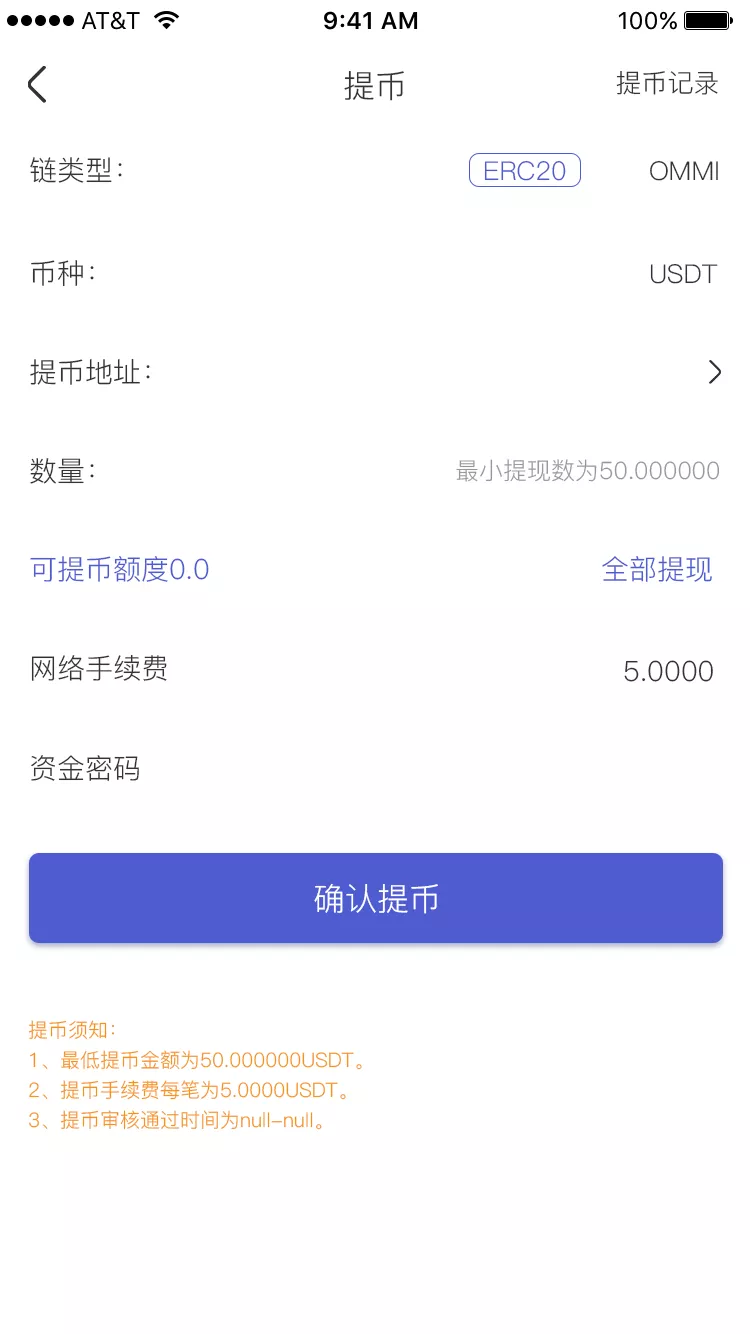 AT&T 9:41 AM 100%
提币 提币记录
链类型: ERC20 OMMI
币种: USDT
提币地址:
数量: 最小提现数为50.000000
可提币额度0.0 全部提现
网络手续费 5.0000
资金密码
确认提币
提币须知:
1、最低提币金额为50.000000USDT。
2、提币手续费每笔为5.0000USDT。
3、提币审核通过时间为null-null。